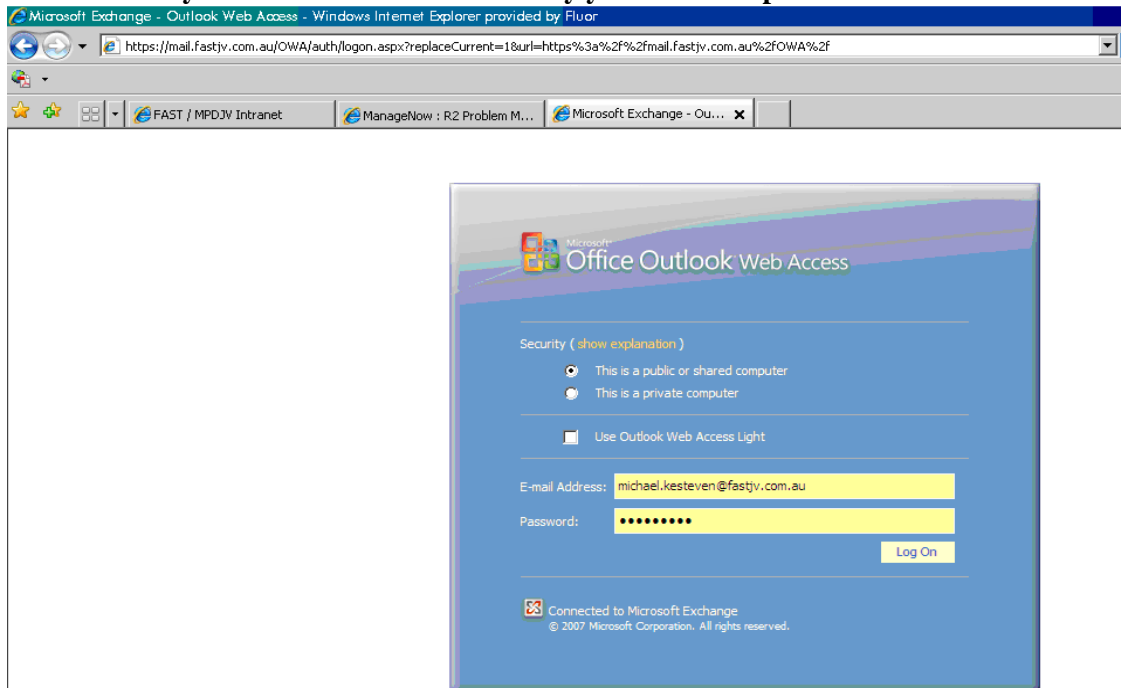 Microsoft Exchange - Outlook Web Access - Windows Internet Explorer provided by Fluor
https://mail.fastjv.com.au/OWA/auth/logon.aspx?replaceCurrent=1&url=https%3a%2f%2fmail.fastjv.com.au%2fOWA%2f
FAST / MPDJV Intranet
ManageNow : R2 Problem M...
Microsoft Exchange - Ou...
Microsoft
Office Outlook Web Access
Security ( show explanation )
This is a public or shared computer
This is a private computer
Use Outlook Web Access Light
E-mail Address: michael.kesteven@fastjv.com.au
Password: •••••••••
Log On
Connected to Microsoft Exchange
© 2007 Microsoft Corporation. All rights reserved.